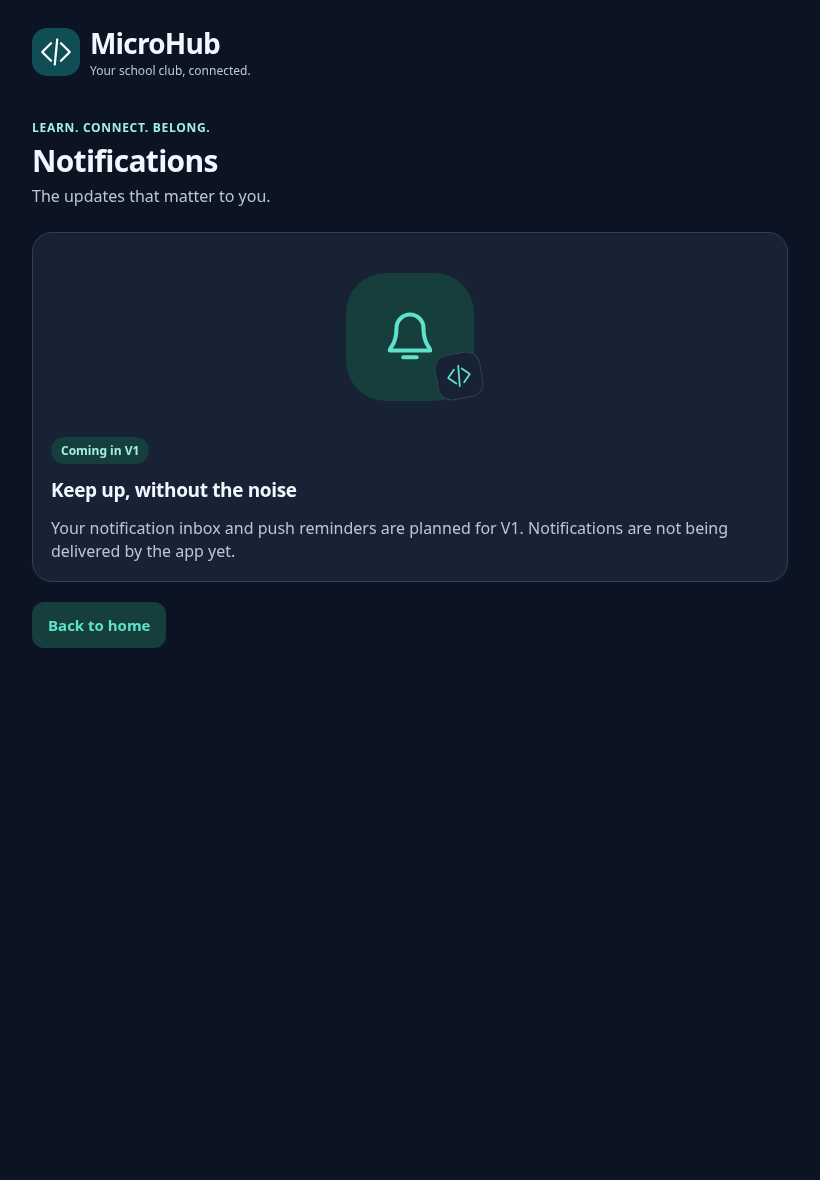 MicroHub
Your school club, connected.
LEARN. CONNECT. BELONG.
Notifications
The updates that matter to you.
Coming in V1
Keep up, without the noise
Your notification inbox and push reminders are planned for V1. Notifications are not being
delivered by the app yet.
Back to home